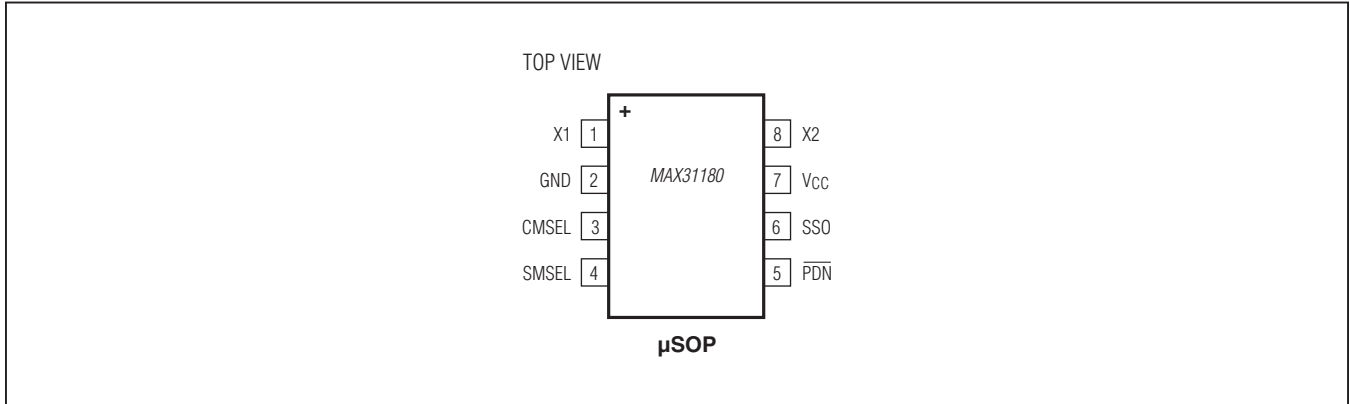 TOP VIEW
+
X1 1 8 X2
GND 2 MAX31180 7 VCC
CMSEL 3 6 SSO
SMSEL 4 5 PDN
µSOP